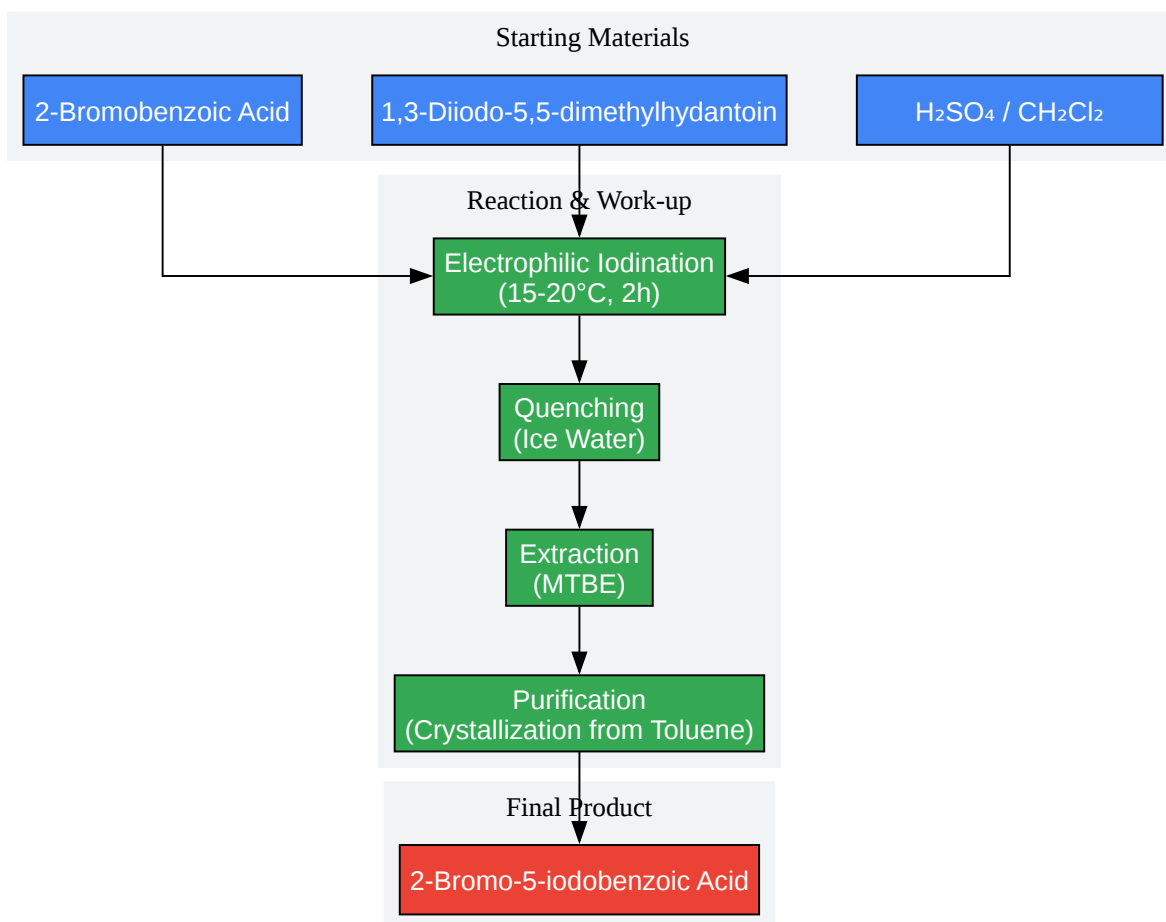 Starting Materials
2-Bromobenzoic Acid
1,3-Diiodo-5,5-dimethylhydantoin
H₂SO₄ / CH₂Cl₂
Reaction & Work-up
Electrophilic Iodination
(15-20°C, 2h)
Quenching
(Ice Water)
Extraction
(MTBE)
Purification
(Crystallization from Toluene)
Final Product
2-Bromo-5-iodobenzoic Acid